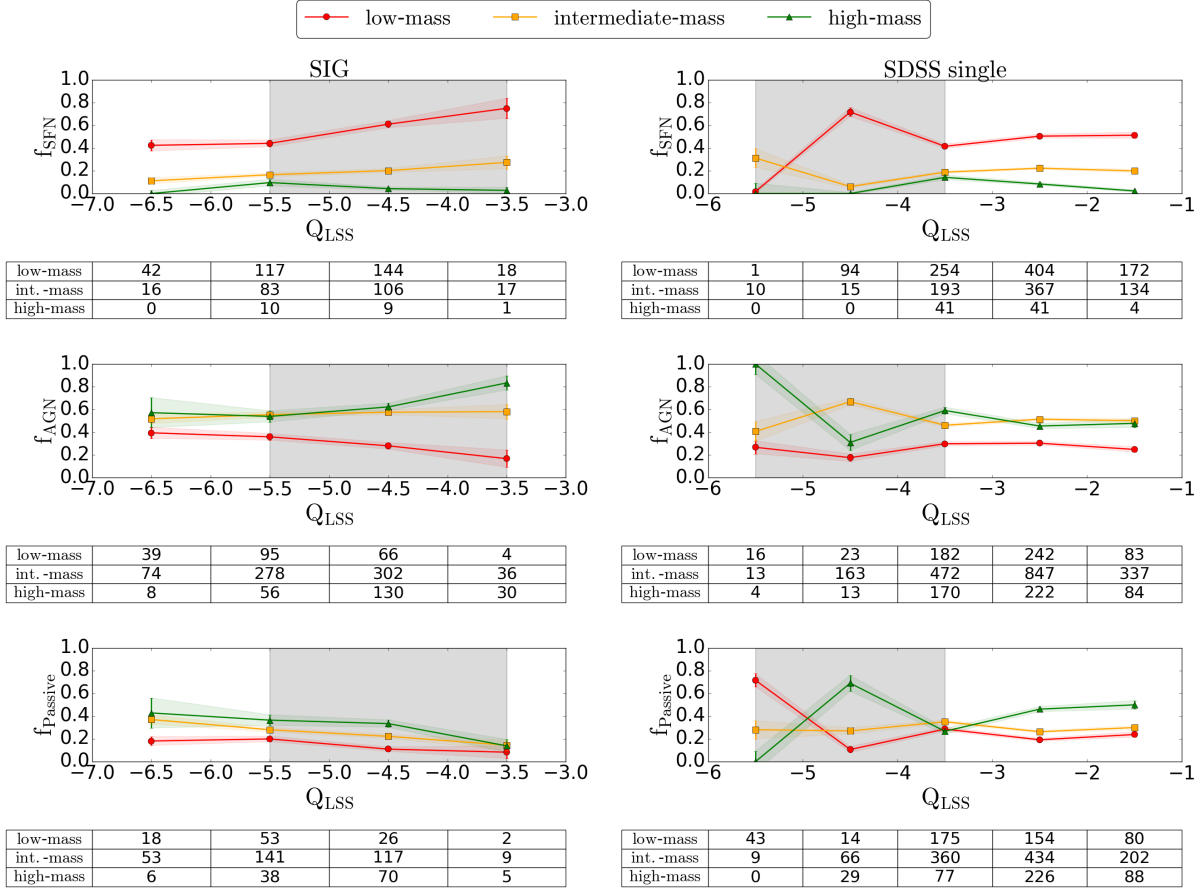 low-mass intermediate-mass high-mass
SIG
f_SFN
1.0
0.8
0.6
0.4
0.2
0.0
−7.0 −6.5 −6.0 −5.5 −5.0 −4.5 −4.0 −3.5 −3.0
Q_LSS
low-mass 42 117 144 18
int.-mass 16 83 106 17
high-mass 0 10 9 1
SDSS single
f_SFN
1.0
0.8
0.6
0.4
0.2
0.0
−6 −5 −4 −3 −2 −1
Q_LSS
low-mass 1 94 254 404 172
int.-mass 10 15 193 367 134
high-mass 0 0 41 41 4
f_AGN
1.0
0.8
0.6
0.4
0.2
0.0
−7.0 −6.5 −6.0 −5.5 −5.0 −4.5 −4.0 −3.5 −3.0
Q_LSS
low-mass 39 95 66 4
int.-mass 74 278 302 36
high-mass 8 56 130 30
f_AGN
1.0
0.8
0.6
0.4
0.2
0.0
−6 −5 −4 −3 −2 −1
Q_LSS
low-mass 16 23 182 242 83
int.-mass 13 163 472 847 337
high-mass 4 13 170 222 84
f_Passive
1.0
0.8
0.6
0.4
0.2
0.0
−7.0 −6.5 −6.0 −5.5 −5.0 −4.5 −4.0 −3.5 −3.0
Q_LSS
low-mass 18 53 26 2
int.-mass 53 141 117 9
high-mass 6 38 70 5
f_Passive
1.0
0.8
0.6
0.4
0.2
0.0
−6 −5 −4 −3 −2 −1
Q_LSS
low-mass 43 14 175 154 80
int.-mass 9 66 360 434 202
high-mass 0 29 77 226 88